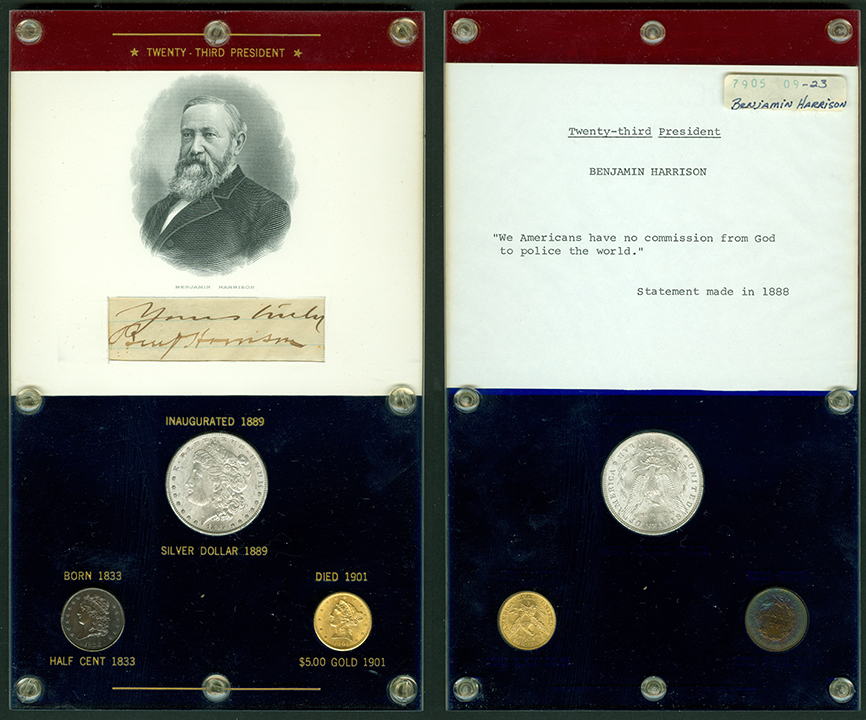 ★ TWENTY-THIRD PRESIDENT ★
BENJAMIN HARRISON
Yours truly
Benj Harrison
INAUGURATED 1889
SILVER DOLLAR 1889
BORN 1833
DIED 1901
HALF CENT 1833
$5.00 GOLD 1901
7905 09-23
Benjamin Harrison
Twenty-third President
BENJAMIN HARRISON
"We Americans have no commission from God
to police the world."
Statement made in 1888